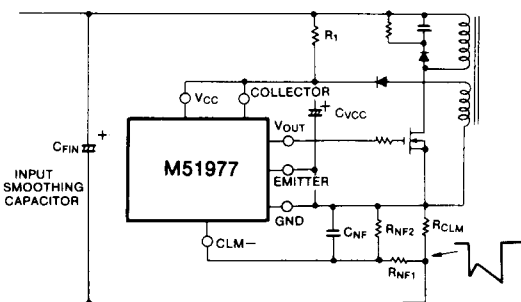 R1
COLLECTOR
VCC
+
CVCC
VOUT
CFIN
+
M51977
EMITTER
INPUT
SMOOTHING
CAPACITOR
GND
CNF
RNF2
RCLM
CLM−
RNF1